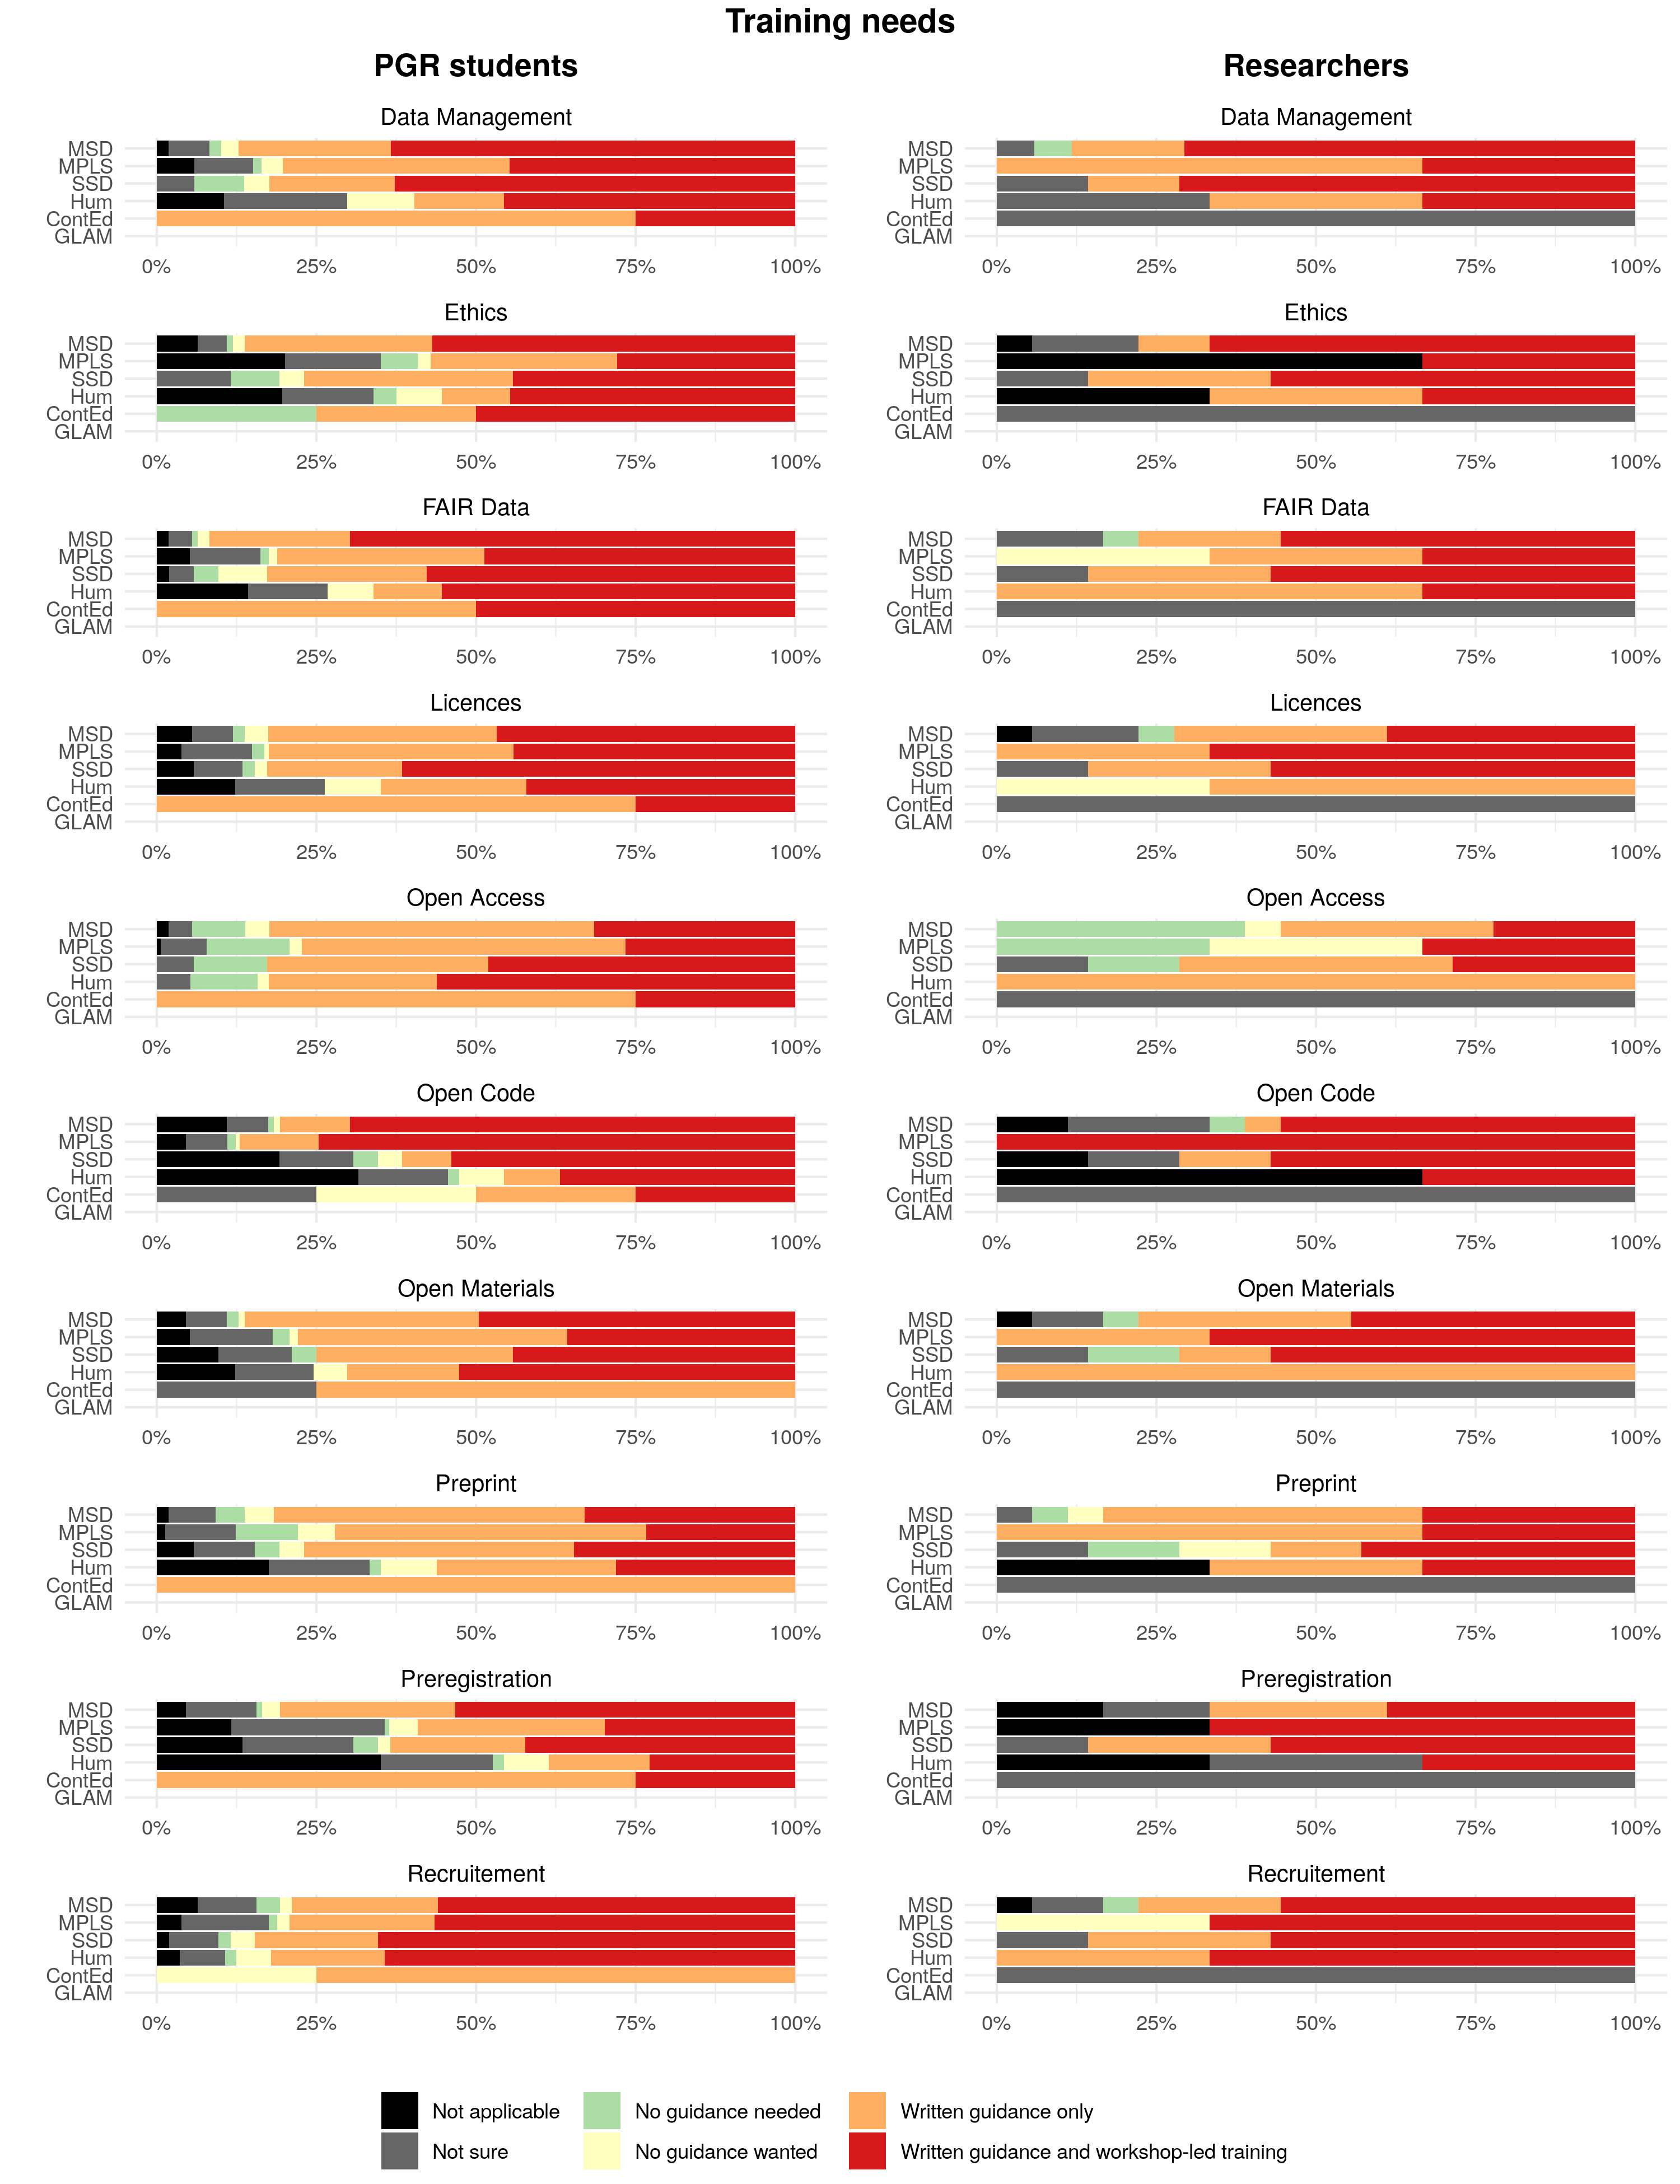 Training needs
PGR students Researchers
Data Management Data Management
MSD MSD
MPLS MPLS
SSD SSD
Hum Hum
ContEd ContEd
GLAM GLAM
0% 25% 50% 75% 100% 0% 25% 50% 75% 100%
Ethics Ethics
MSD MSD
MPLS MPLS
SSD SSD
Hum Hum
ContEd ContEd
GLAM GLAM
0% 25% 50% 75% 100% 0% 25% 50% 75% 100%
FAIR Data FAIR Data
MSD MSD
MPLS MPLS
SSD SSD
Hum Hum
ContEd ContEd
GLAM GLAM
0% 25% 50% 75% 100% 0% 25% 50% 75% 100%
Licences Licences
MSD MSD
MPLS MPLS
SSD SSD
Hum Hum
ContEd ContEd
GLAM GLAM
0% 25% 50% 75% 100% 0% 25% 50% 75% 100%
Open Access Open Access
MSD MSD
MPLS MPLS
SSD SSD
Hum Hum
ContEd ContEd
GLAM GLAM
0% 25% 50% 75% 100% 0% 25% 50% 75% 100%
Open Code Open Code
MSD MSD
MPLS MPLS
SSD SSD
Hum Hum
ContEd ContEd
GLAM GLAM
0% 25% 50% 75% 100% 0% 25% 50% 75% 100%
Open Materials Open Materials
MSD MSD
MPLS MPLS
SSD SSD
Hum Hum
ContEd ContEd
GLAM GLAM
0% 25% 50% 75% 100% 0% 25% 50% 75% 100%
Preprint Preprint
MSD MSD
MPLS MPLS
SSD SSD
Hum Hum
ContEd ContEd
GLAM GLAM
0% 25% 50% 75% 100% 0% 25% 50% 75% 100%
Preregistration Preregistration
MSD MSD
MPLS MPLS
SSD SSD
Hum Hum
ContEd ContEd
GLAM GLAM
0% 25% 50% 75% 100% 0% 25% 50% 75% 100%
Recruitement Recruitement
MSD MSD
MPLS MPLS
SSD SSD
Hum Hum
ContEd ContEd
GLAM GLAM
0% 25% 50% 75% 100% 0% 25% 50% 75% 100%
Not applicable No guidance needed Written guidance only
Not sure No guidance wanted Written guidance and workshop-led training